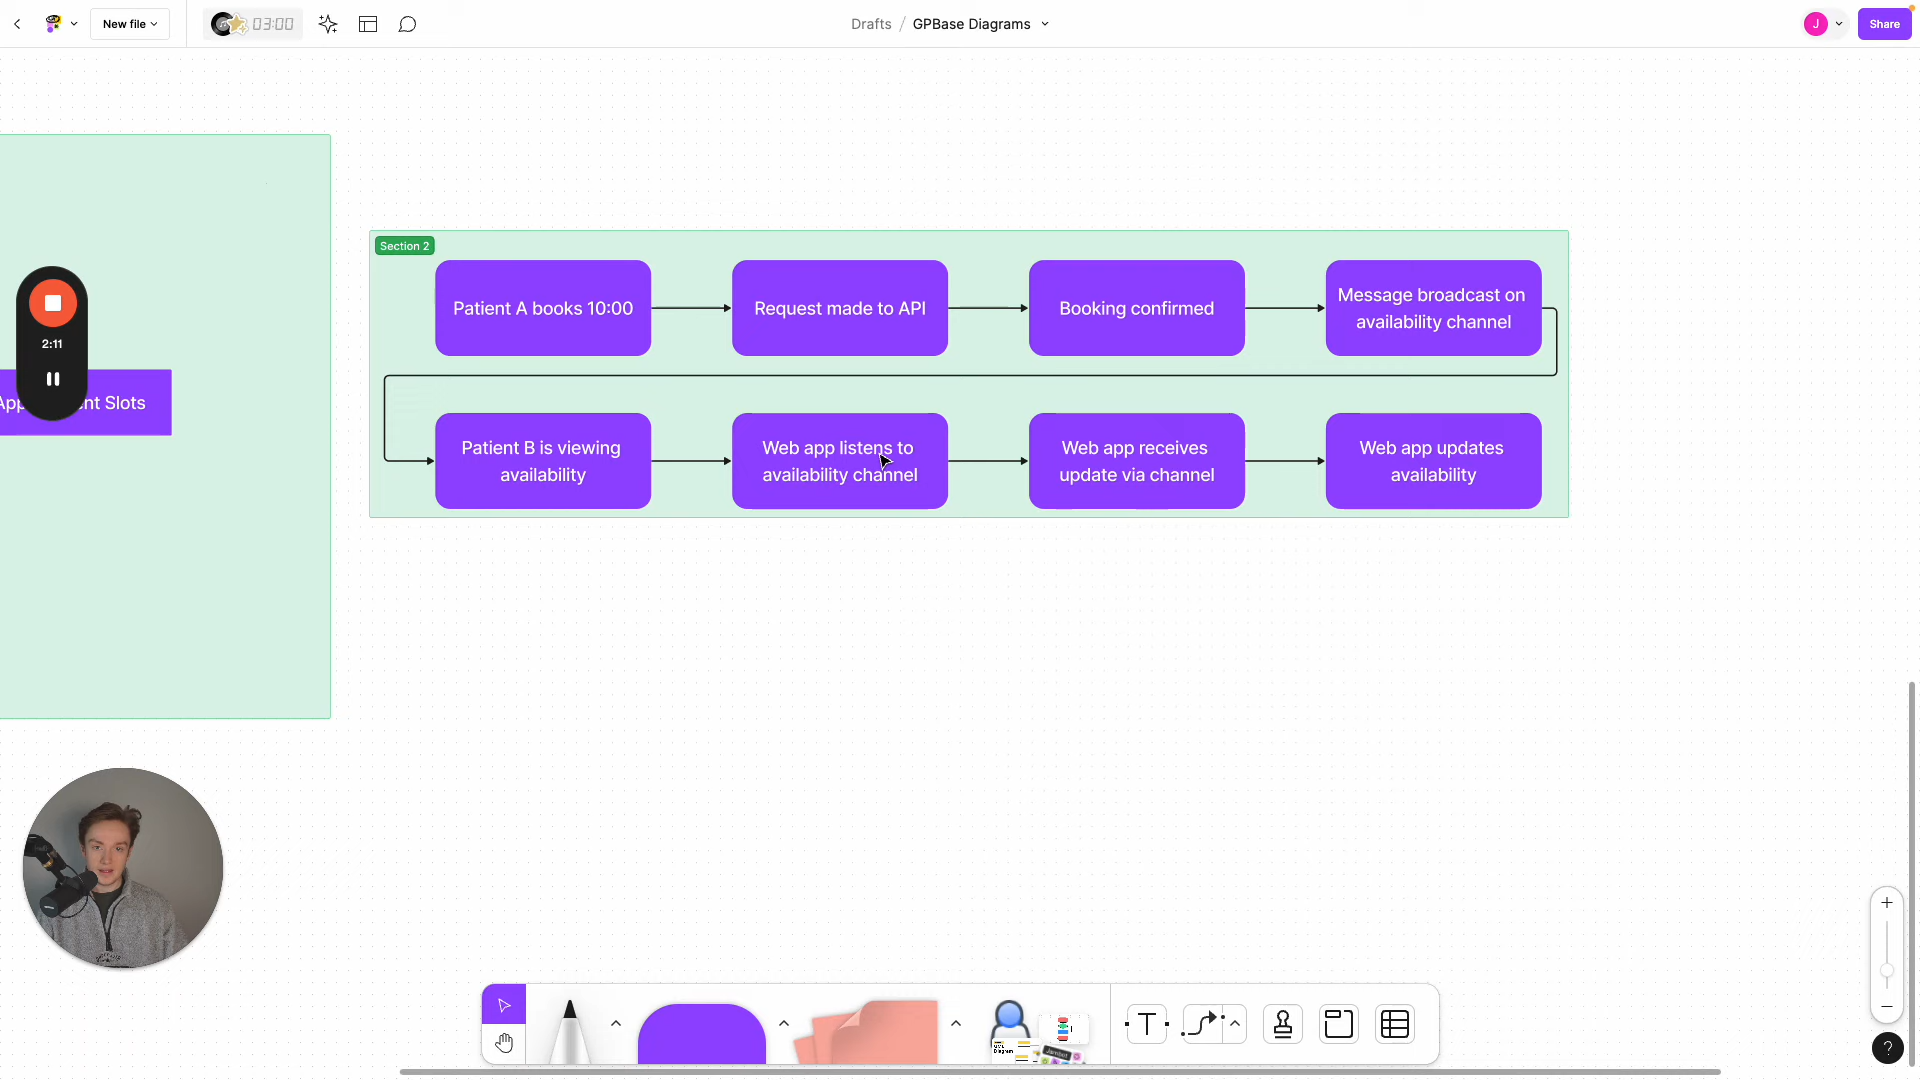 New file
03:00
Drafts / GPBase Diagrams
J
Share
Section 2
Patient A books 10:00
Request made to API
Booking confirmed
Message broadcast on
availability channel
2:11
App
nt Slots
Patient B is viewing
availability
Web app listens to
availability channel
Web app receives
update via channel
Web app updates
availability
T
?